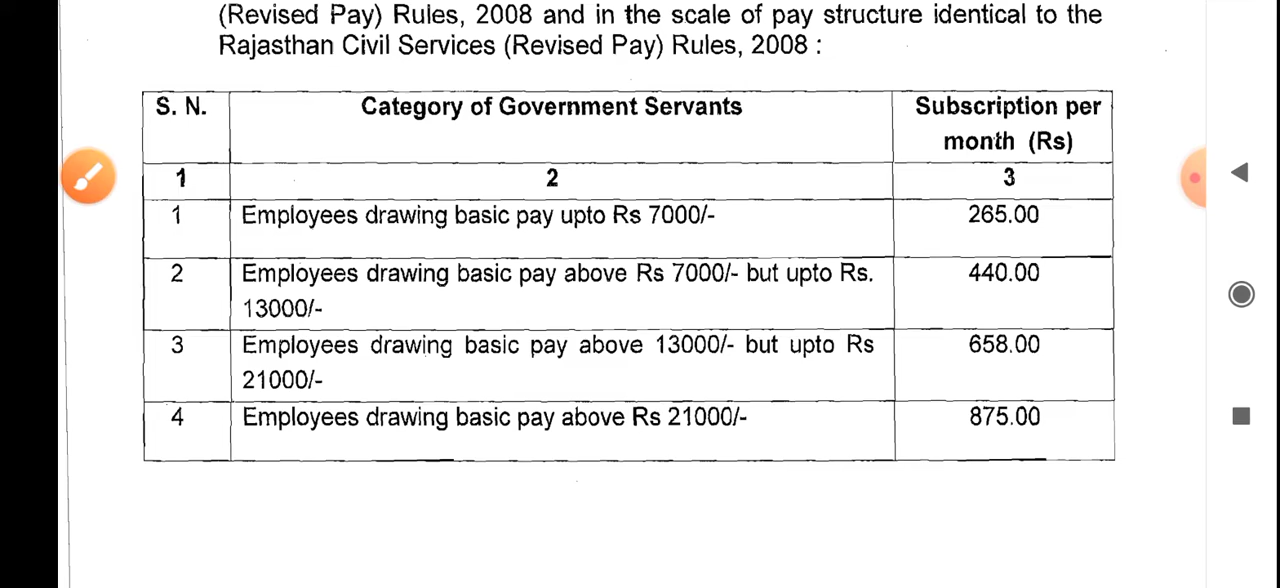 (Revised Pay) Rules, 2008 and in the scale of pay structure identical to the
Rajasthan Civil Services (Revised Pay) Rules, 2008 :
S. N. Category of Government Servants Subscription per
month (Rs)
1 2 3
1 Employees drawing basic pay upto Rs 7000/- 265.00
2 Employees drawing basic pay above Rs 7000/- but upto Rs. 440.00
13000/-
3 Employees drawing basic pay above 13000/- but upto Rs 658.00
21000/-
4 Employees drawing basic pay above Rs 21000/- 875.00